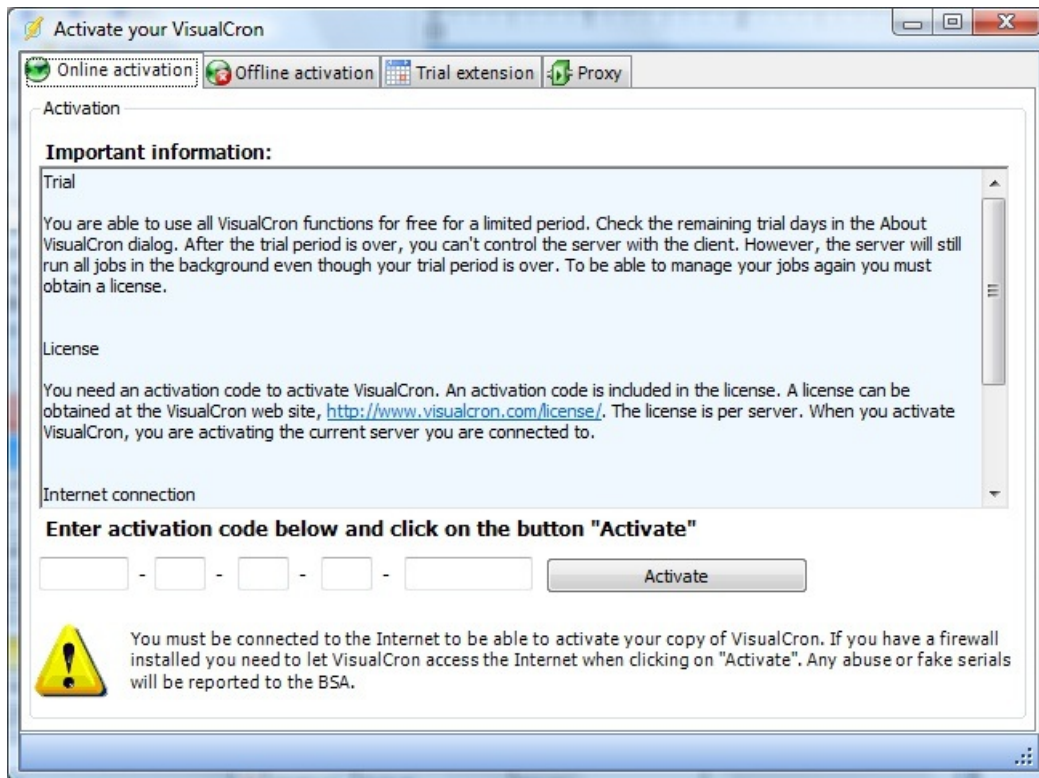 Activate your VisualCron
Online activation Offline activation Trial extension Proxy
Activation
Important information:
Trial
You are able to use all VisualCron functions for free for a limited period. Check the remaining trial days in the About
VisualCron dialog. After the trial period is over, you can't control the server with the client. However, the server will still
run all jobs in the background even though your trial period is over. To be able to manage your jobs again you must
obtain a license.
License
You need an activation code to activate VisualCron. An activation code is included in the license. A license can be
obtained at the VisualCron web site, http://www.visualcron.com/license/. The license is per server. When you activate
VisualCron, you are activating the current server you are connected to.
Internet connection
Enter activation code below and click on the button "Activate"
- - - - Activate
You must be connected to the Internet to be able to activate your copy of VisualCron. If you have a firewall
installed you need to let VisualCron access the Internet when clicking on "Activate". Any abuse or fake serials
will be reported to the BSA.